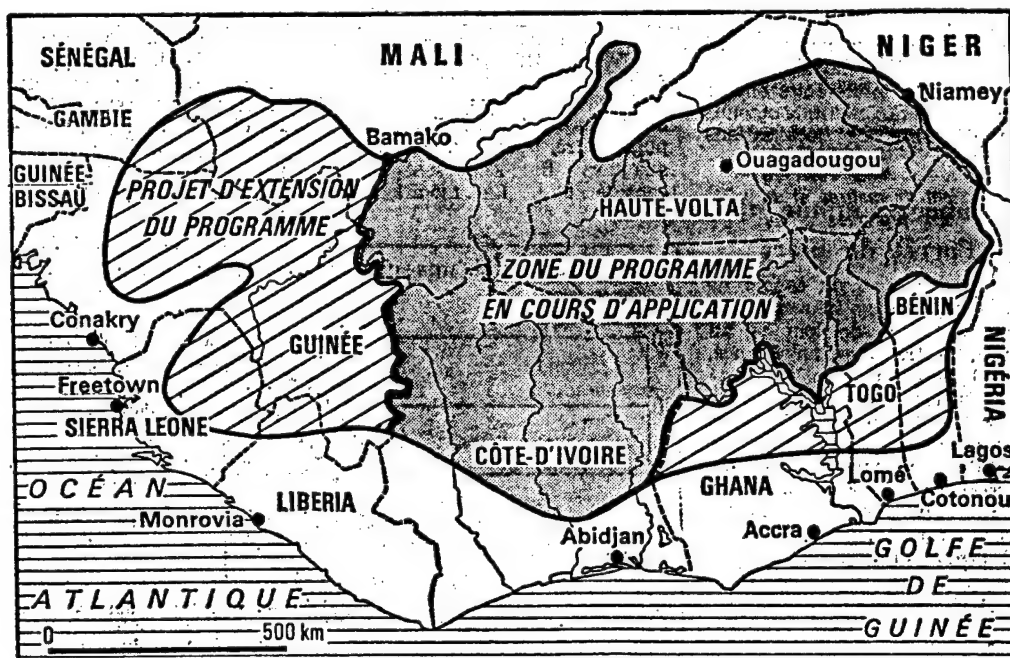 SÉNÉGAL
MALI
NIGER
GAMBIE
Niamey
Bamako
Ouagadougou
GUINÉE-
BISSAU
PROJET D'EXTENSION
DU PROGRAMME
HAUTE-VOLTA
ZONE DU PROGRAMME
EN COURS D'APPLICATION
BÉNIN
Conakry
GUINÉE
NIGÉRIA
Freetown
TOGO
SIERRA LEONE
CÔTE-D'IVOIRE
Lagos
OCÉAN
LIBERIA
GHANA
Lomé
Cotonou
Monrovia
Abidjan
Accra
GOLFE
ATLANTIQUE
DE
0 500 km
GUINÉE